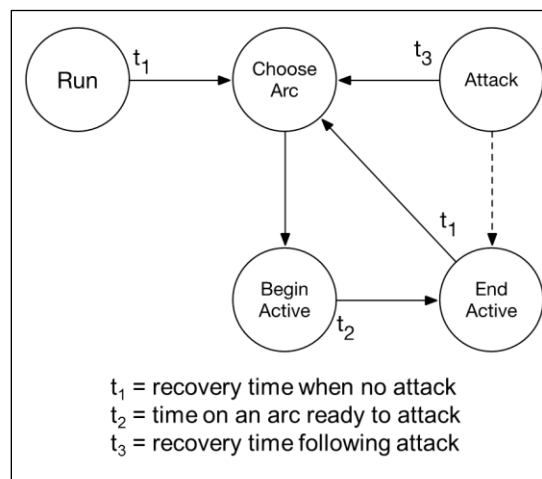 Run
t₁
Choose
Arc
t₃
Attack
t₁
Begin
Active
t₂
End
Active
t₁ = recovery time when no attack
t₂ = time on an arc ready to attack
t₃ = recovery time following attack